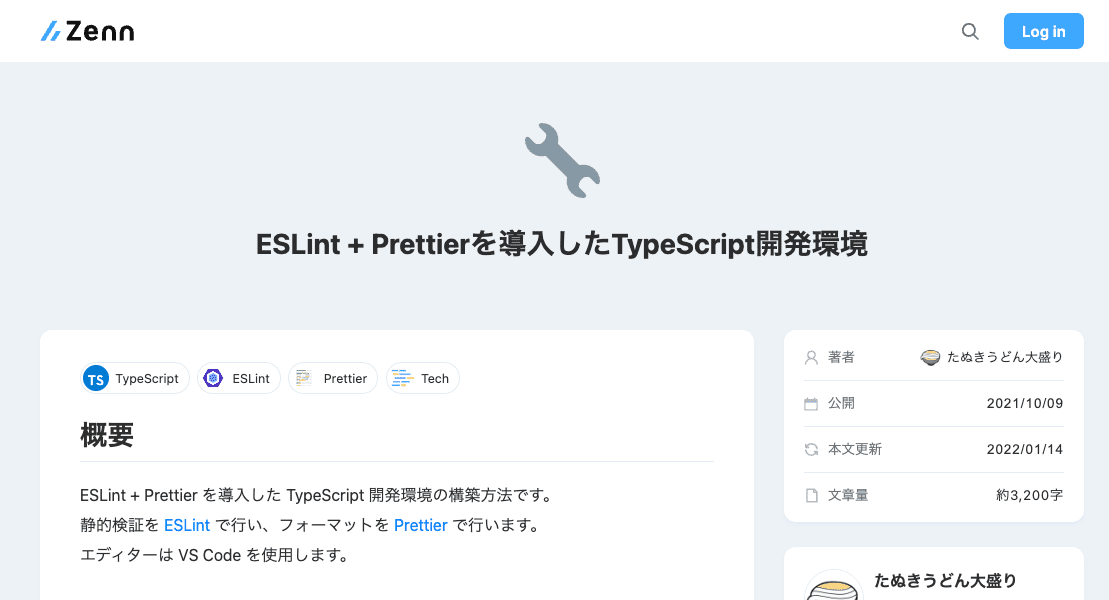 Zenn
Log in
ESLint + Prettierを導入したTypeScript開発環境
TS TypeScript ESLint Prettier Tech
概要
ESLint + Prettier を導入した TypeScript 開発環境の構築方法です。
静的検証を ESLint で行い、フォーマットを Prettier で行います。
エディターは VS Code を使用します。
著者 たぬきうどん大盛り
公開 2021/10/09
本文更新 2022/01/14
文章量 約3,200字
たぬきうどん大盛り